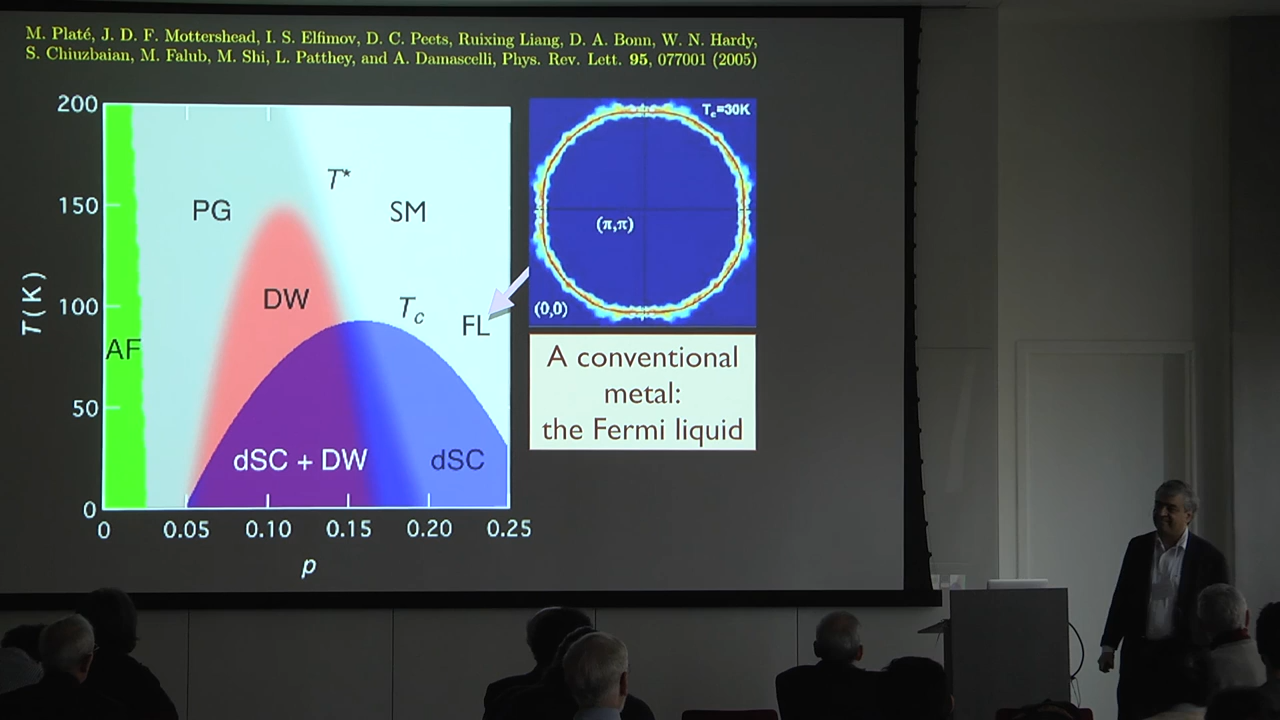 M. Platé, J. D. F. Mottershead, I. S. Elfimov, D. C. Peets, Ruixing Liang, D. A. Bonn, W. N. Hardy,
S. Chiuzbaian, M. Falub, M. Shi, L. Patthey, and A. Damascelli, Phys. Rev. Lett. 95, 077001 (2005)
200
150
100
50
0
T(K)
AF
PG
T*
SM
DW
Tc
FL
dSC + DW
dSC
0 0.05 0.10 0.15 0.20 0.25
p
Tc=30K
(π,π)
(0,0)
A conventional
metal:
the Fermi liquid